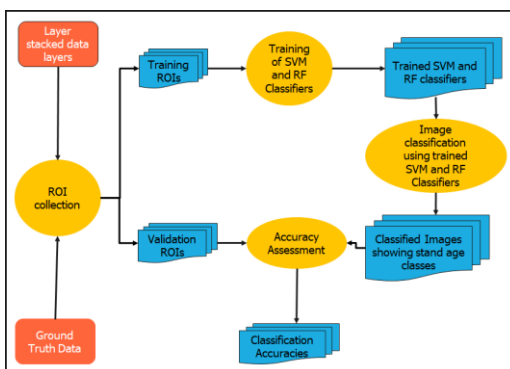 Layer
stacked data
layers
Training
ROIs
Training
of SVM
and RF
Classifiers
Trained SVM and
RF classifiers
Image
classification
using trained
SVM and RF
Classifiers
ROI
collection
Validation
ROIs
Accuracy
Assessment
Classified Images
showing stand age
classes
Ground
Truth Data
Classification
Accuracies